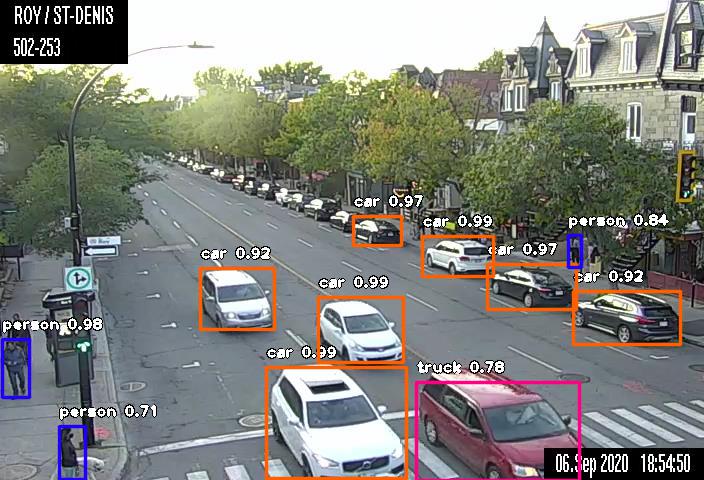 ROY / ST-DENIS
502-253
car 0.97
car 0.99
person 0.84
car 0.92
car 0.97
car 0.92
car 0.99
person 0.98
car 0.99
truck 0.78
person 0.71
06.Sep 2020 18:54:50